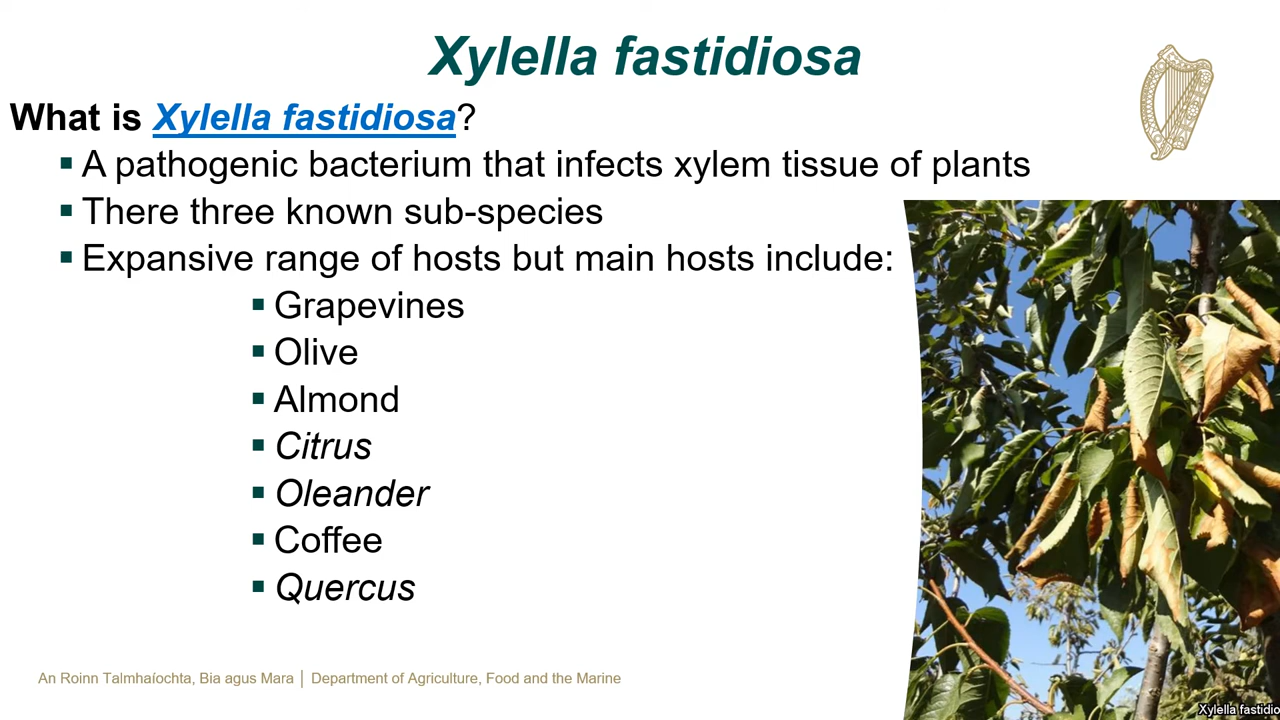 Xylella fastidiosa
What is Xylella fastidiosa?
A pathogenic bacterium that infects xylem tissue of plants
There three known sub-species
Expansive range of hosts but main hosts include:
Grapevines
Olive
Almond
Citrus
Oleander
Coffee
Quercus
An Roinn Talmhaíochta, Bia agus Mara | Department of Agriculture, Food and the Marine
Xylella fastidio